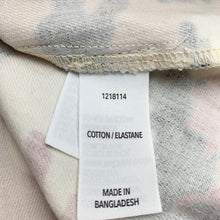 1218114
COTTON / ELASTANE
MADE IN
BANGLADESH